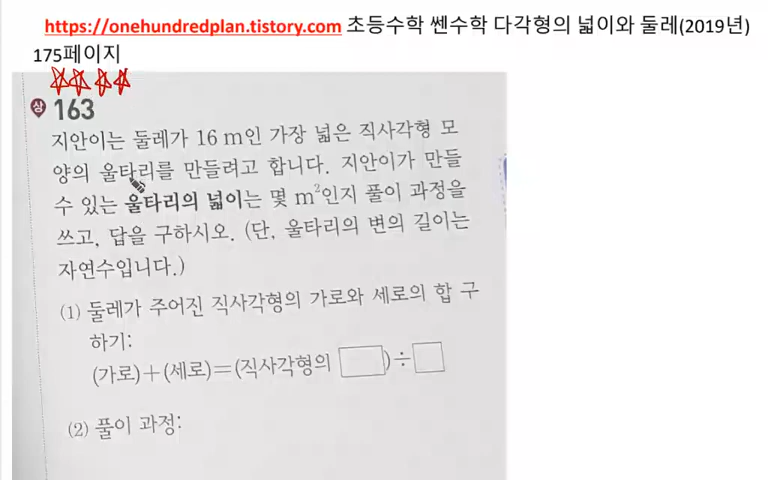 https://onehundredplan.tistory.com 초등수학 쎈수학 다각형의 넓이와 둘레(2019년)
175페이지
상 163
지안이는 둘레가 16 m인 가장 넓은 직사각형 모
양의 울타리를 만들려고 합니다. 지안이가 만들
수 있는 울타리의 넓이는 몇 m²인지 풀이 과정을
쓰고, 답을 구하시오. (단, 울타리의 변의 길이는
자연수입니다.)
(1) 둘레가 주어진 직사각형의 가로와 세로의 합 구
하기:
(가로)+(세로)=(직사각형의 )÷
(2) 풀이 과정: